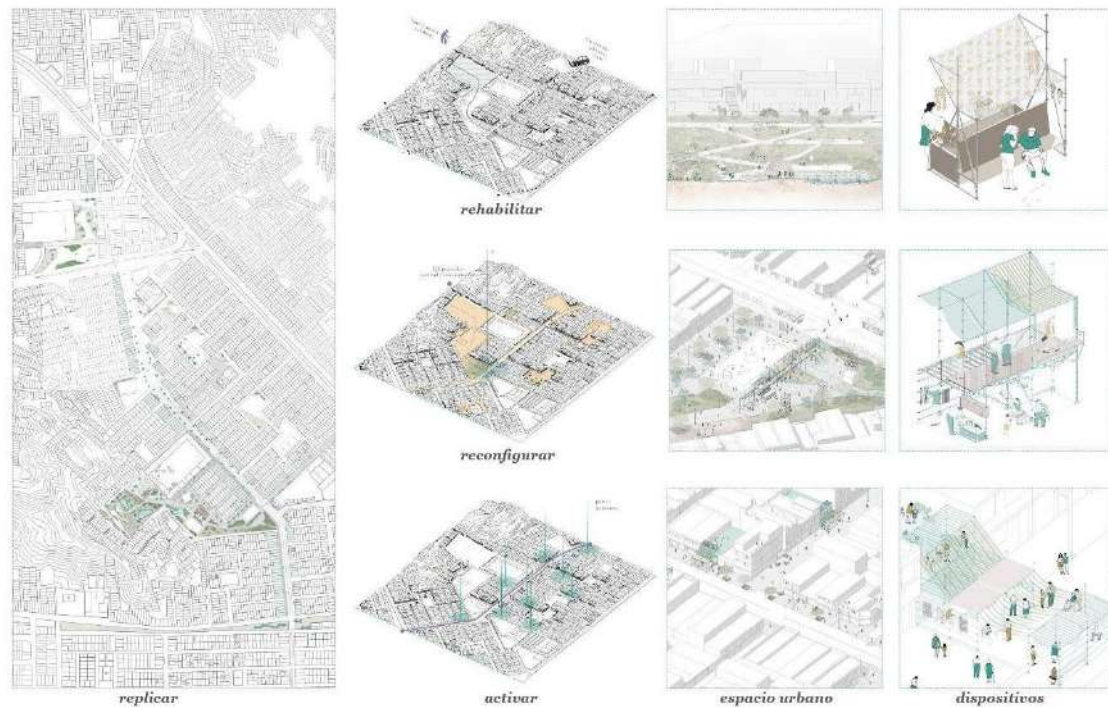 rehabilitar
reconfigurar
replicar
activar
espacio urbano
dispositivos